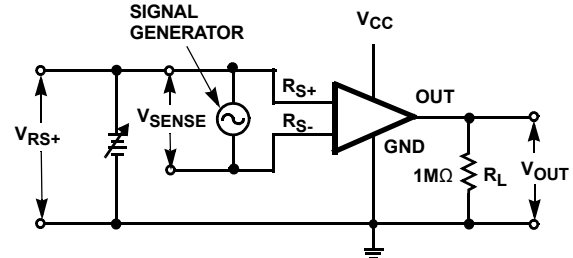 SIGNAL
GENERATOR
VCC
RS+
OUT
VSENSE
RS-
VRS+
GND
1MΩ
RL
VOUT